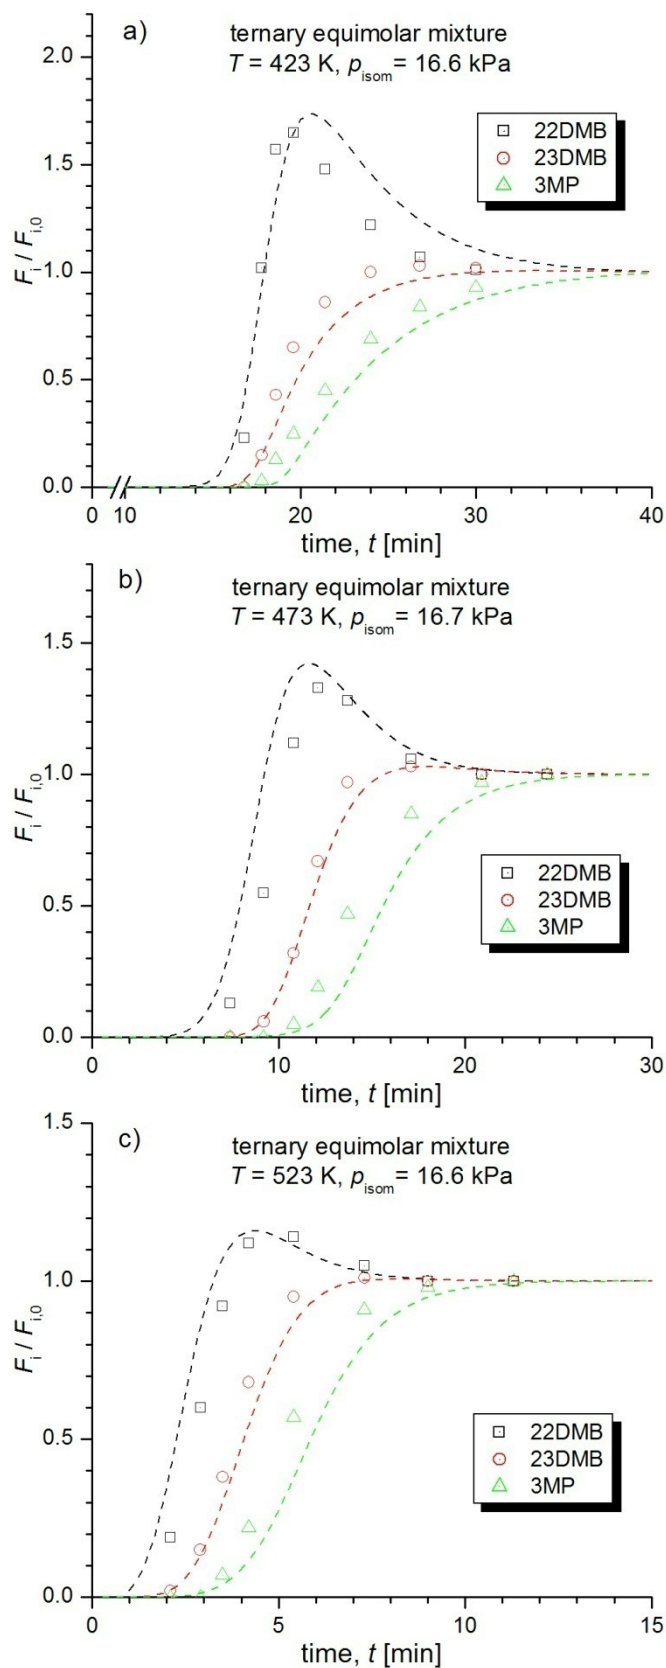 a)
ternary equimolar mixture
T = 423 K, pisom = 16.6 kPa
22DMB
23DMB
3MP
2.0
1.5
1.0
0.5
0.0
Fi / Fi,0
0 10 20 30 40
time, t [min]
b)
ternary equimolar mixture
T = 473 K, pisom = 16.7 kPa
1.5
1.0
0.5
0.0
Fi / Fi,0
22DMB
23DMB
3MP
0 10 20 30
time, t [min]
c)
1.5
ternary equimolar mixture
T = 523 K, pisom = 16.6 kPa
1.0
0.5
0.0
Fi / Fi,0
22DMB
23DMB
3MP
0 5 10 15
time, t [min]